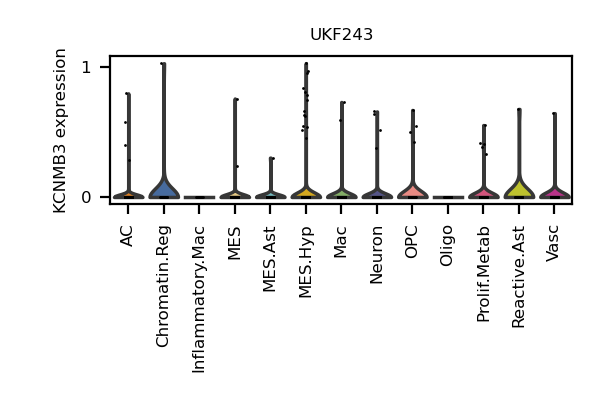 UKF243
KCNMB3 expression
1
0
AC
Chromatin.Reg
Inflammatory.Mac
MES
MES.Ast
MES.Hyp
Mac
Neuron
OPC
Oligo
Prolif.Metab
Reactive.Ast
Vasc